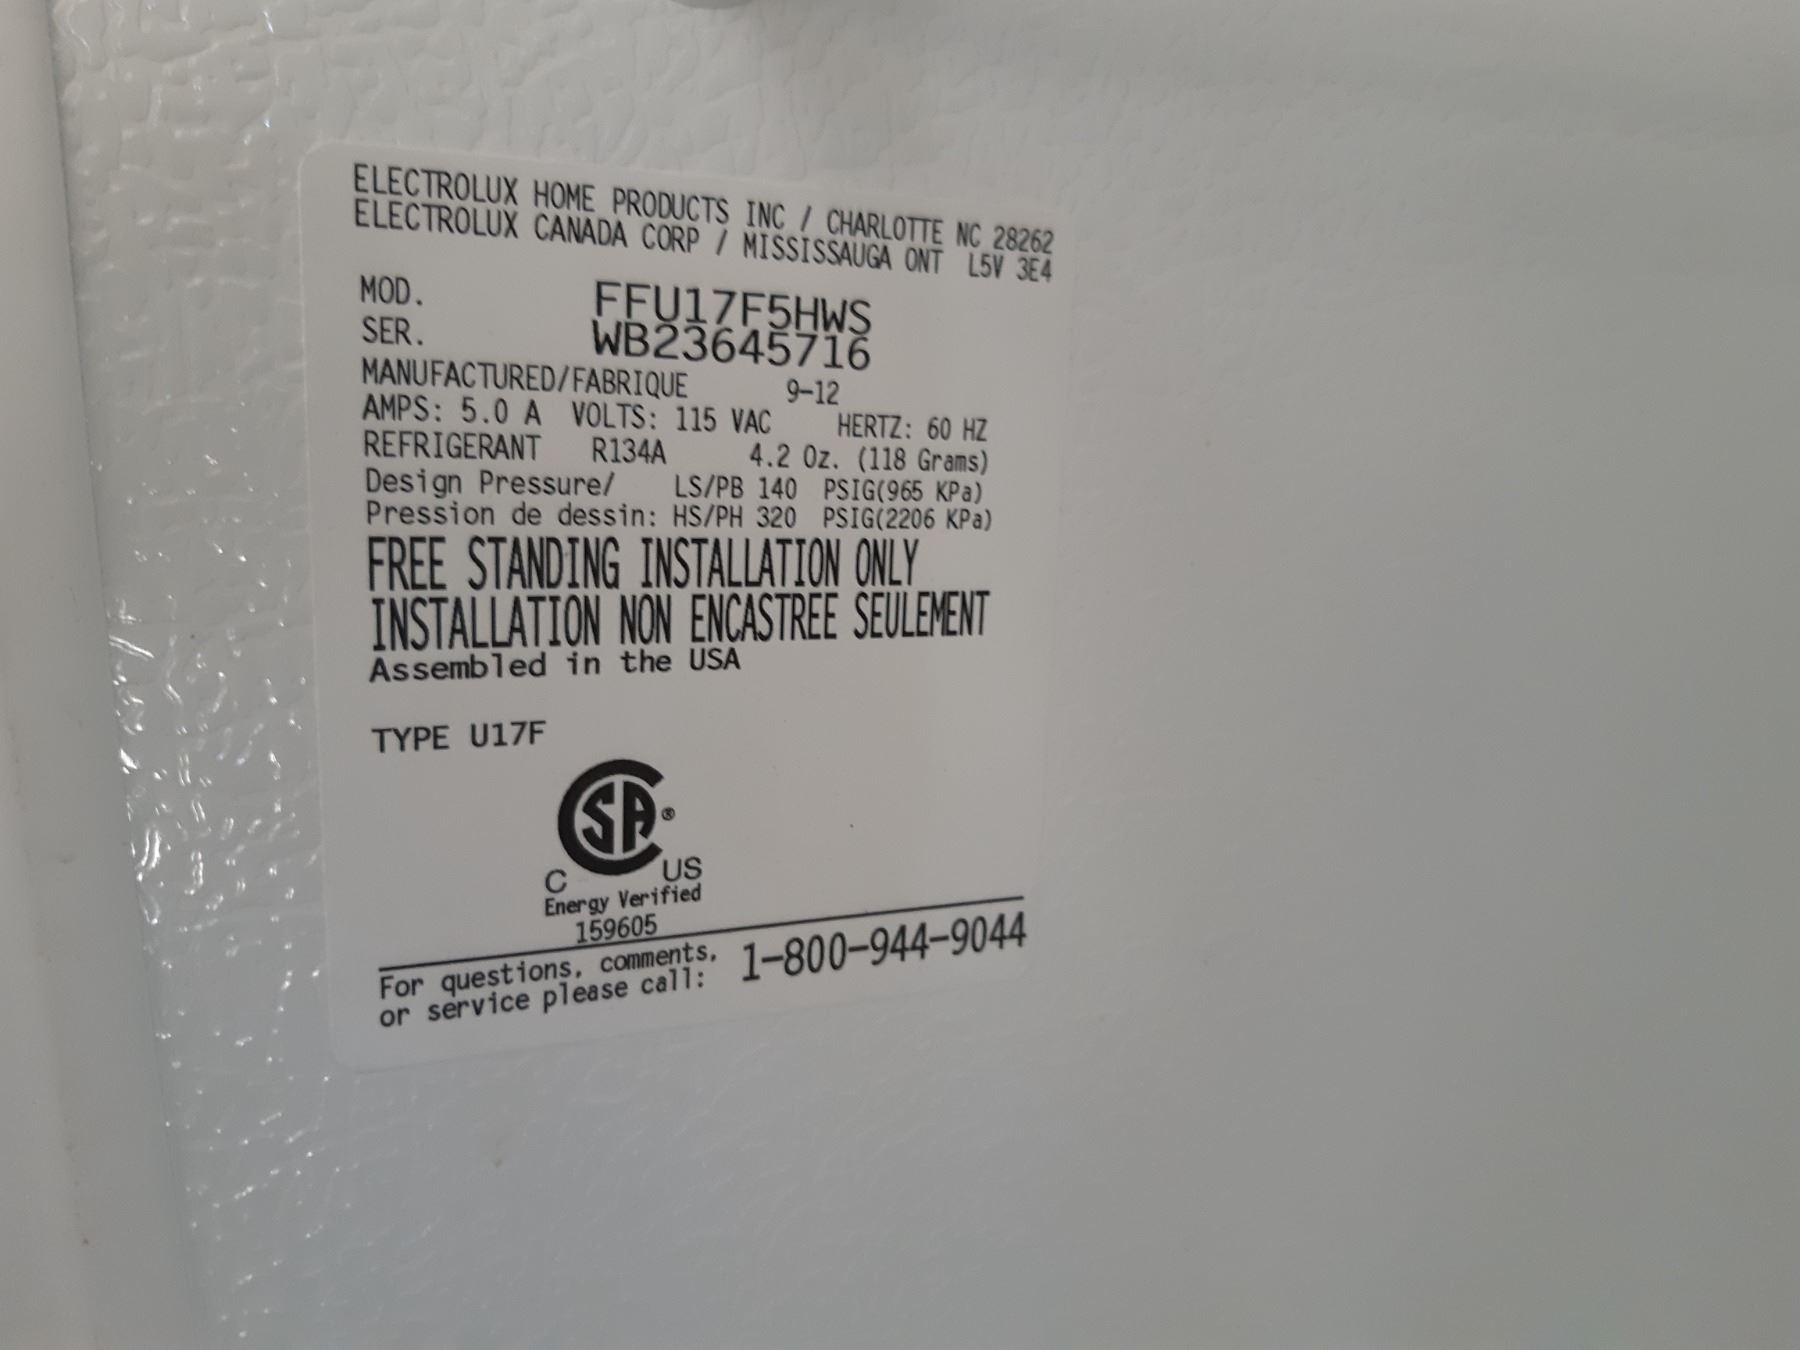 ELECTROLUX HOME PRODUCTS INC / CHARLOTTE NC 28262
ELECTROLUX CANADA CORP / MISSISSAUGA ONT L5V 3E4
MOD. FFU17F5HWS
SER. WB23645716
MANUFACTURED/FABRIQUE 9-12
AMPS: 5.0 A VOLTS: 115 VAC HERTZ: 60 HZ
REFRIGERANT R134A 4.2 Oz. (118 Grams)
Design Pressure/ LS/PB 140 PSIG(965 KPa)
Pression de dessin: HS/PH 320 PSIG(2206 KPa)
FREE STANDING INSTALLATION ONLY
INSTALLATION NON ENCASTREE SEULEMENT
Assembled in the USA
TYPE U17F
CSA®
C US
Energy Verified
159605
For questions, comments,
or service please call: 1-800-944-9044